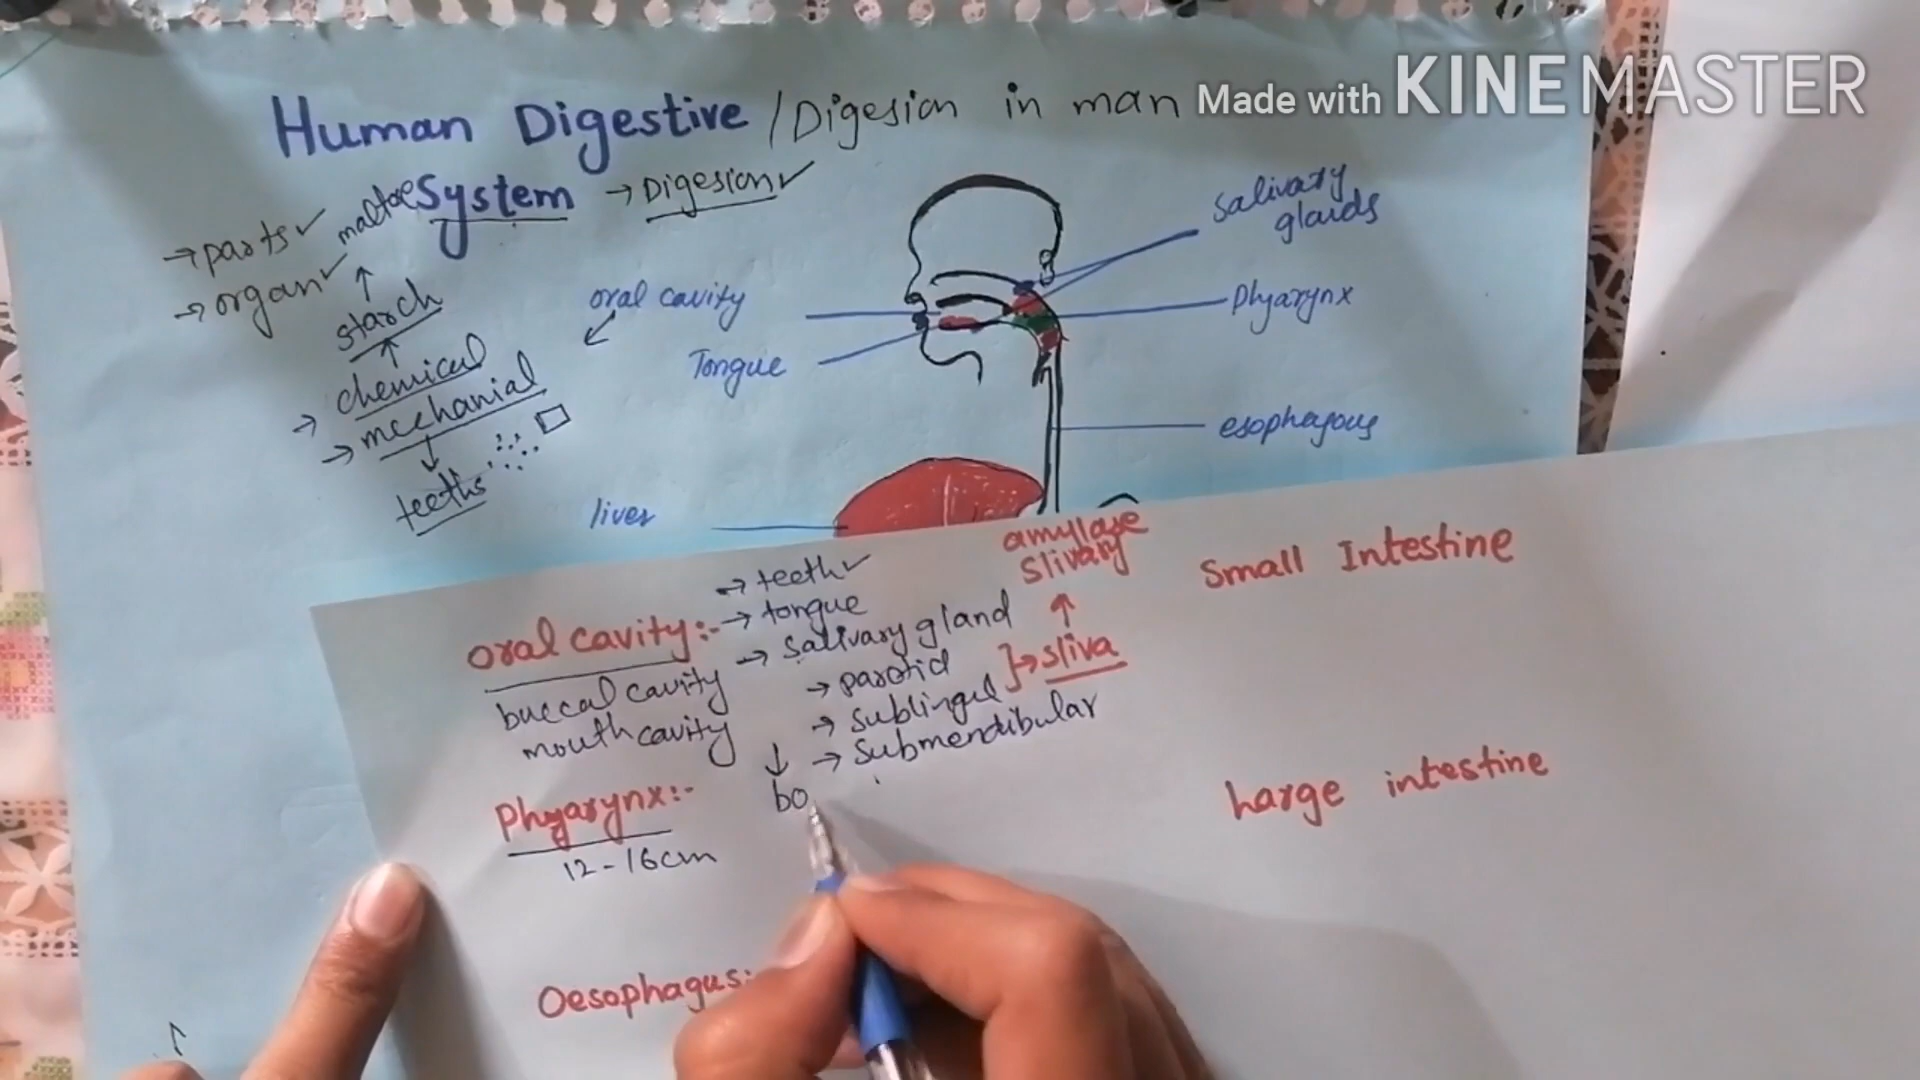 Made with KINEMASTER
Human Digestive / Digesion in man
System → Digesion✓
→ parts✓
→ organ✓
maltoe
↑
starch
↑
→ chemical
→ mechanial
↓
teeths
oral cavity
Tongue
liver
salivary
glands
Phyarynx
esophagous
oral cavity:-
buccal cavity
mouth cavity
→ teeth✓
→ tongue
→ salivary gland
→ parotid
→ sublingul
→ submendibular
}→ sliva
↑
amylase
Slivary
↓
bo
Phyarynx:-
12-16cm
Oesophagus:
Small Intestine
Large intestine